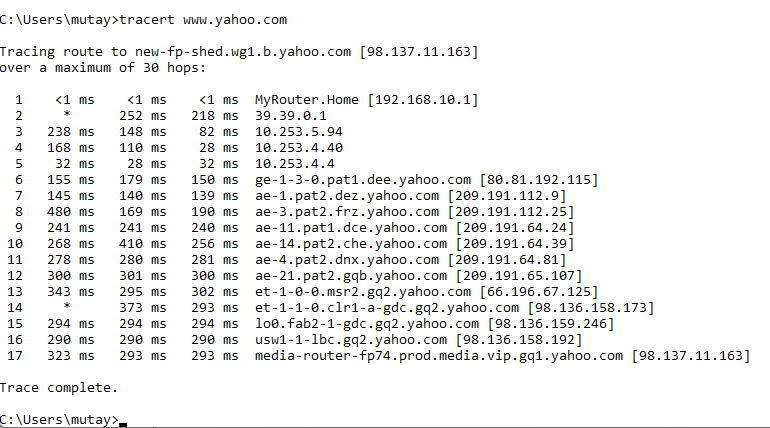 C:\Users\mutay>tracert www.yahoo.com
Tracing route to new-fp-shed.wg1.b.yahoo.com [98.137.11.163]
over a maximum of 30 hops:
1 <1 ms <1 ms <1 ms MyRouter.Home [192.168.10.1]
2 * 252 ms 218 ms 39.39.0.1
3 238 ms 148 ms 82 ms 10.253.5.94
4 168 ms 110 ms 28 ms 10.253.4.40
5 32 ms 28 ms 32 ms 10.253.4.4
6 155 ms 179 ms 150 ms ge-1-3-0.pat1.dee.yahoo.com [80.81.192.115]
7 145 ms 140 ms 139 ms ae-1.pat2.dez.yahoo.com [209.191.112.9]
8 480 ms 169 ms 190 ms ae-3.pat2.frz.yahoo.com [209.191.112.25]
9 241 ms 241 ms 240 ms ae-11.pat1.dce.yahoo.com [209.191.64.24]
10 268 ms 410 ms 256 ms ae-14.pat2.che.yahoo.com [209.191.64.39]
11 278 ms 280 ms 281 ms ae-4.pat2.dnx.yahoo.com [209.191.64.81]
12 300 ms 301 ms 300 ms ae-21.pat2.gqb.yahoo.com [209.191.65.107]
13 343 ms 295 ms 302 ms et-1-0-0.msr2.gq2.yahoo.com [66.196.67.125]
14 * 373 ms 293 ms et-1-1-0.clr1-a-gdc.gq2.yahoo.com [98.136.158.173]
15 294 ms 294 ms 294 ms lo0.fab2-1-gdc.gq2.yahoo.com [98.136.159.246]
16 290 ms 290 ms 290 ms usw1-1-lbc.gq2.yahoo.com [98.136.158.192]
17 323 ms 293 ms 293 ms media-router-fp74.prod.media.vip.gq1.yahoo.com [98.137.11.163]
Trace complete.
C:\Users\mutay>